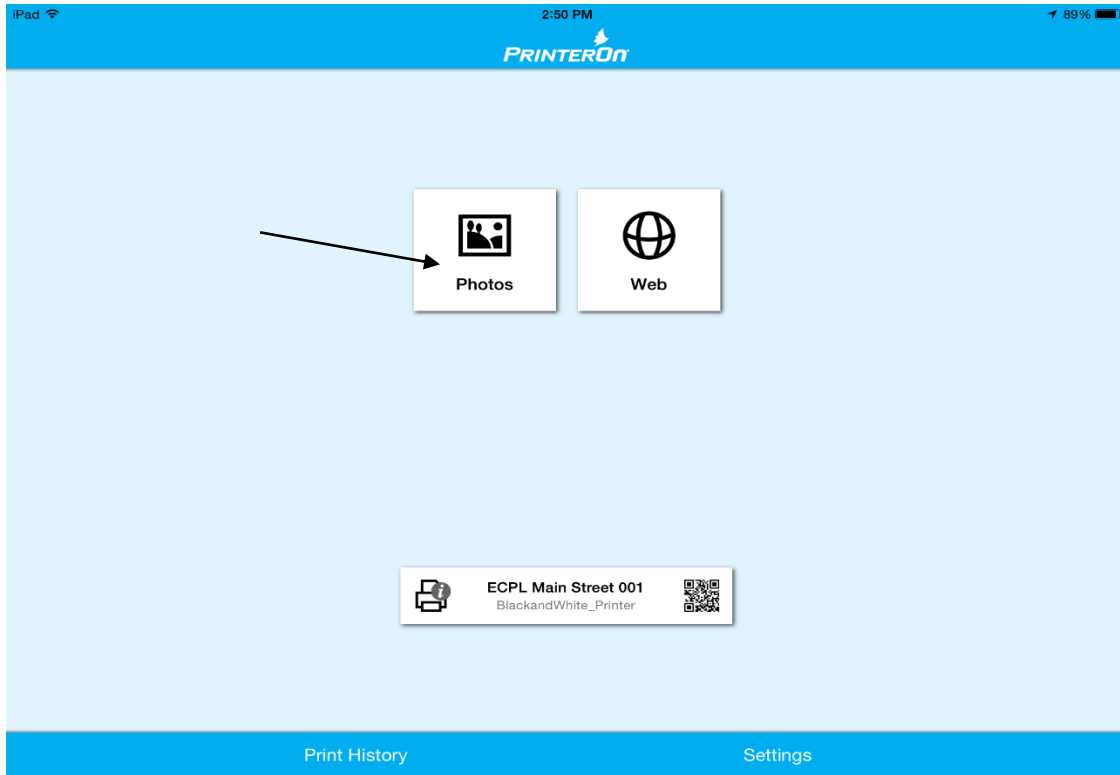 iPad 2:50 PM 89%
PRINTERON
Photos Web
ECPL Main Street 001
BlackandWhite_Printer
Print History Settings